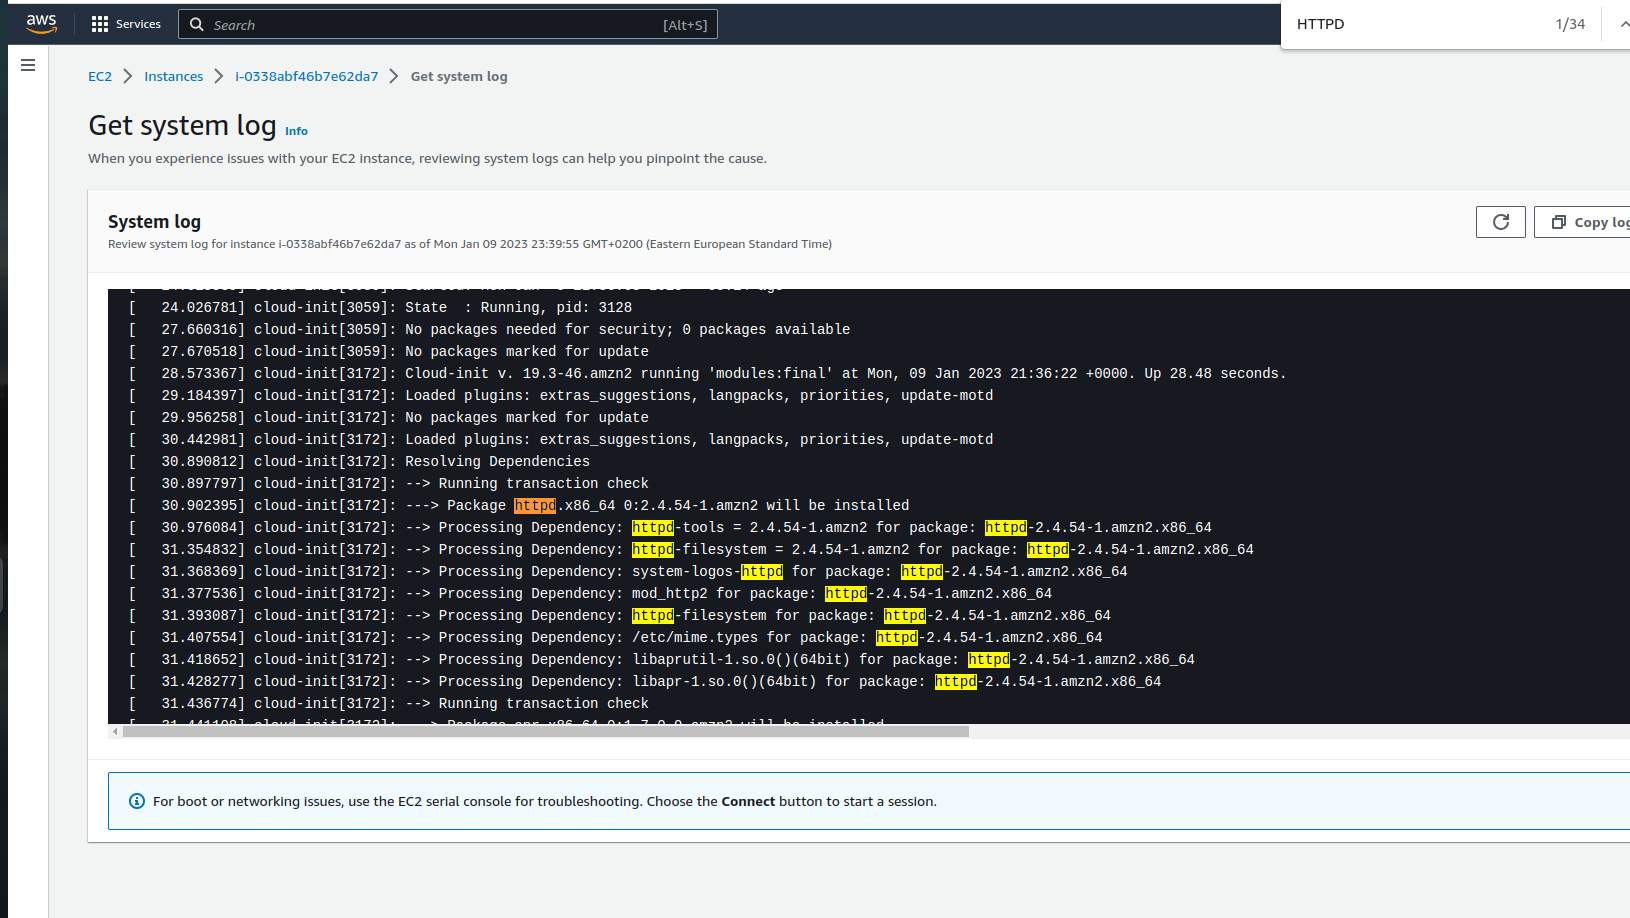 aws
Services
Search [Alt+S]
HTTPD 1/34
EC2 Instances i-0338abf46b7e62da7 Get system log
Get system log Info
When you experience issues with your EC2 instance, reviewing system logs can help you pinpoint the cause.
System log
Copy log
Review system log for instance i-0338abf46b7e62da7 as of Mon Jan 09 2023 23:39:55 GMT+0200 (Eastern European Standard Time)
[   24.026781] cloud-init[3059]: State  : Running, pid: 3128
[   27.660316] cloud-init[3059]: No packages needed for security; 0 packages available
[   27.670518] cloud-init[3059]: No packages marked for update
[   28.573367] cloud-init[3172]: Cloud-init v. 19.3-46.amzn2 running 'modules:final' at Mon, 09 Jan 2023 21:36:22 +0000. Up 28.48 seconds.
[   29.184397] cloud-init[3172]: Loaded plugins: extras_suggestions, langpacks, priorities, update-motd
[   29.956258] cloud-init[3172]: No packages marked for update
[   30.442981] cloud-init[3172]: Loaded plugins: extras_suggestions, langpacks, priorities, update-motd
[   30.890812] cloud-init[3172]: Resolving Dependencies
[   30.897797] cloud-init[3172]: --> Running transaction check
[   30.902395] cloud-init[3172]: ---> Package httpd.x86_64 0:2.4.54-1.amzn2 will be installed
[   30.976084] cloud-init[3172]: --> Processing Dependency: httpd-tools = 2.4.54-1.amzn2 for package: httpd-2.4.54-1.amzn2.x86_64
[   31.354832] cloud-init[3172]: --> Processing Dependency: httpd-filesystem = 2.4.54-1.amzn2 for package: httpd-2.4.54-1.amzn2.x86_64
[   31.368369] cloud-init[3172]: --> Processing Dependency: system-logos-httpd for package: httpd-2.4.54-1.amzn2.x86_64
[   31.377536] cloud-init[3172]: --> Processing Dependency: mod_http2 for package: httpd-2.4.54-1.amzn2.x86_64
[   31.393087] cloud-init[3172]: --> Processing Dependency: httpd-filesystem for package: httpd-2.4.54-1.amzn2.x86_64
[   31.407554] cloud-init[3172]: --> Processing Dependency: /etc/mime.types for package: httpd-2.4.54-1.amzn2.x86_64
[   31.418652] cloud-init[3172]: --> Processing Dependency: libaprutil-1.so.0()(64bit) for package: httpd-2.4.54-1.amzn2.x86_64
[   31.428277] cloud-init[3172]: --> Processing Dependency: libapr-1.so.0()(64bit) for package: httpd-2.4.54-1.amzn2.x86_64
[   31.436774] cloud-init[3172]: --> Running transaction check
For boot or networking issues, use the EC2 serial console for troubleshooting. Choose the Connect button to start a session.